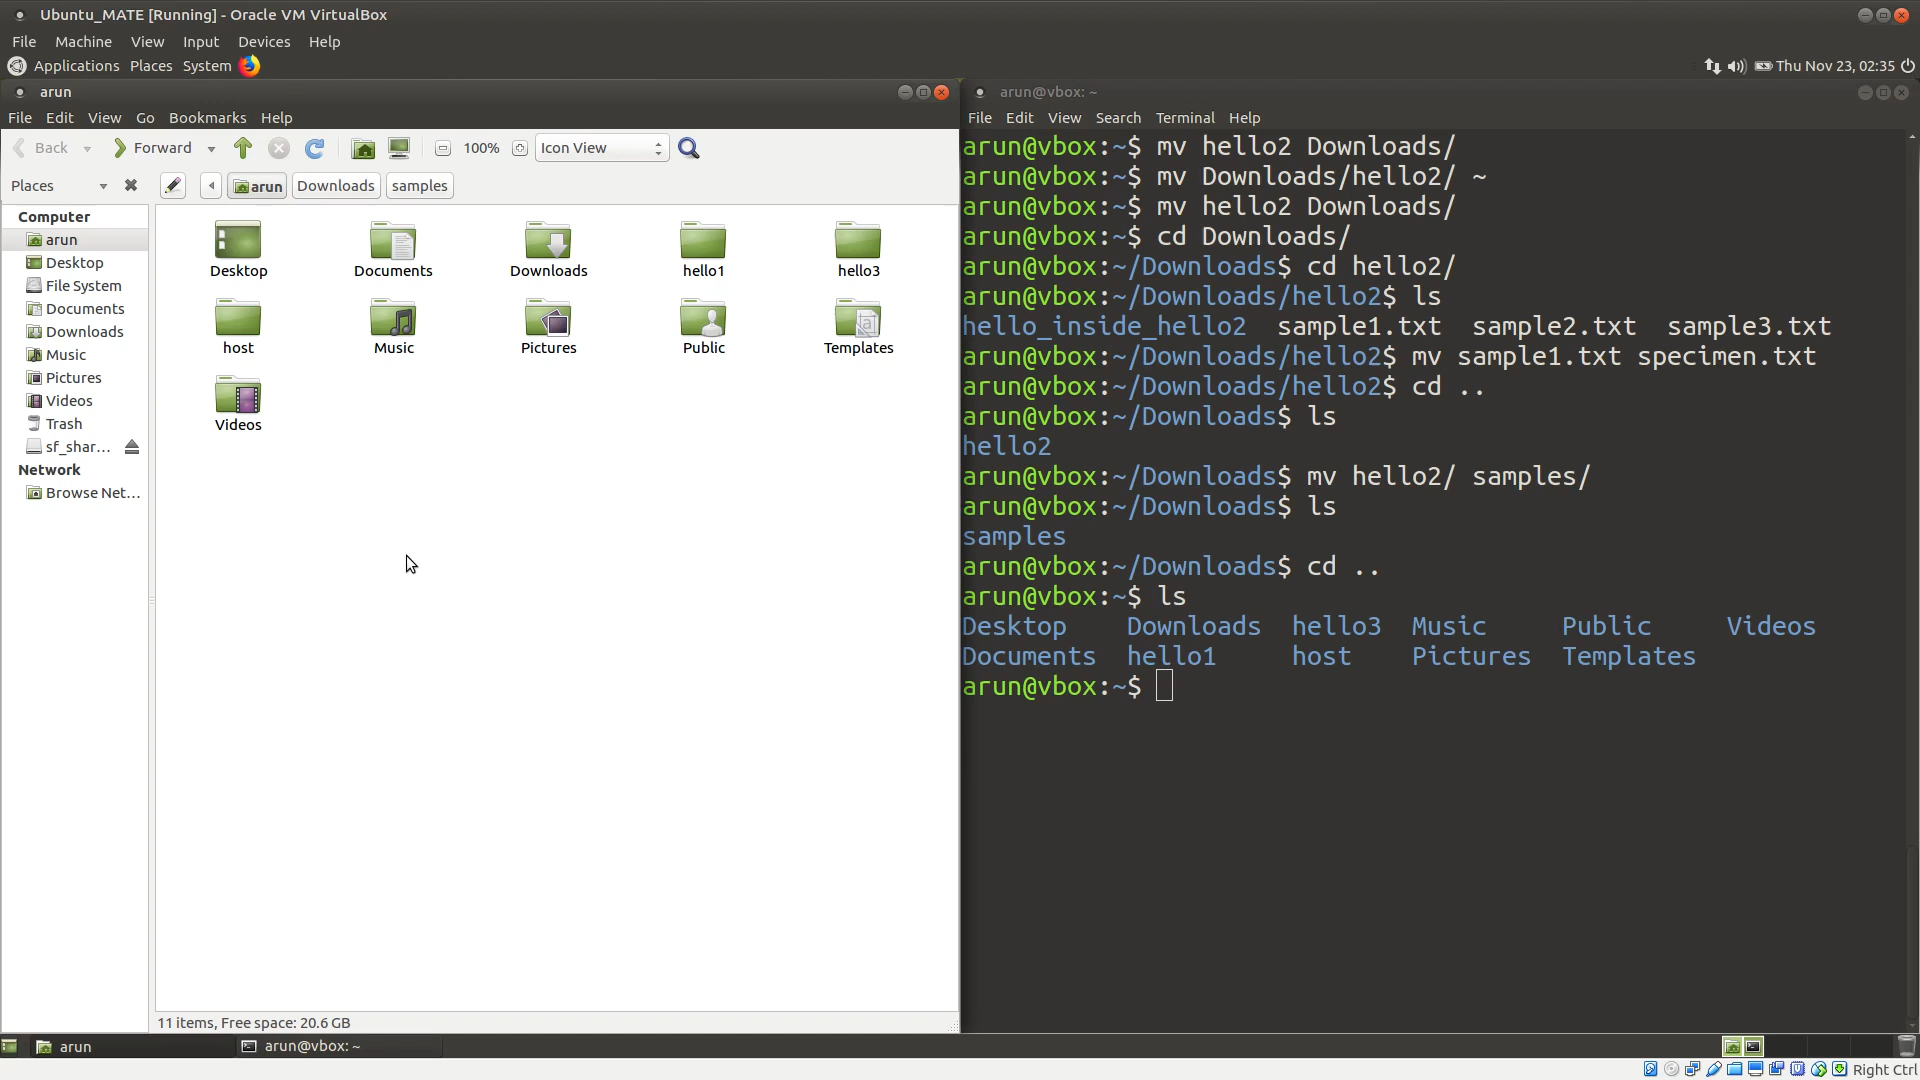 Ubuntu_MATE [Running] - Oracle VM VirtualBox
File Machine View Input Devices Help
Applications Places System
Thu Nov 23, 02:35
arun
File Edit View Go Bookmarks Help
Back Forward 100% Icon View
Places
arun Downloads samples
Computer
arun
Desktop
File System
Documents
Downloads
Music
Pictures
Videos
Trash
sf_shar...
Network
Browse Net...
Desktop Documents Downloads hello1 hello3
host Music Pictures Public Templates
Videos
11 items, Free space: 20.6 GB
arun@vbox: ~
File Edit View Search Terminal Help
arun@vbox:~$ mv hello2 Downloads/
arun@vbox:~$ mv Downloads/hello2/ ~
arun@vbox:~$ mv hello2 Downloads/
arun@vbox:~$ cd Downloads/
arun@vbox:~/Downloads$ cd hello2/
arun@vbox:~/Downloads/hello2$ ls
hello_inside_hello2 sample1.txt sample2.txt sample3.txt
arun@vbox:~/Downloads/hello2$ mv sample1.txt specimen.txt
arun@vbox:~/Downloads/hello2$ cd ..
arun@vbox:~/Downloads$ ls
hello2
arun@vbox:~/Downloads$ mv hello2/ samples/
arun@vbox:~/Downloads$ ls
samples
arun@vbox:~/Downloads$ cd ..
arun@vbox:~$ ls
Desktop Downloads hello3 Music Public Videos
Documents hello1 host Pictures Templates
arun@vbox:~$
arun
arun@vbox: ~
Right Ctrl